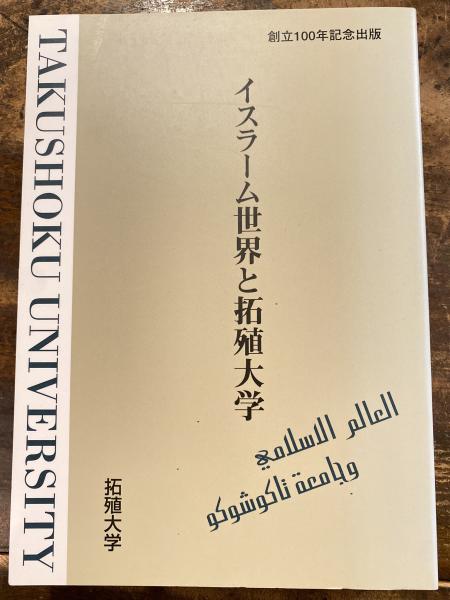 創立100年記念出版
イスラーム世界と拓殖大学
العالم الاسلامي
وجامعة تاكوشوكو
拓殖大学
TAKUSHOKU UNIVERSITY